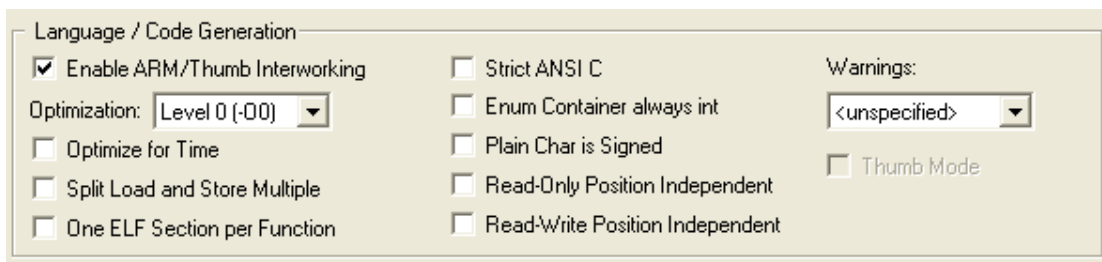 Language / Code Generation
Enable ARM/Thumb Interworking
Optimization: Level 0 (-O0)
Optimize for Time
Split Load and Store Multiple
One ELF Section per Function
Strict ANSI C
Enum Container always int
Plain Char is Signed
Read-Only Position Independent
Read-Write Position Independent
Warnings:
<unspecified>
Thumb Mode